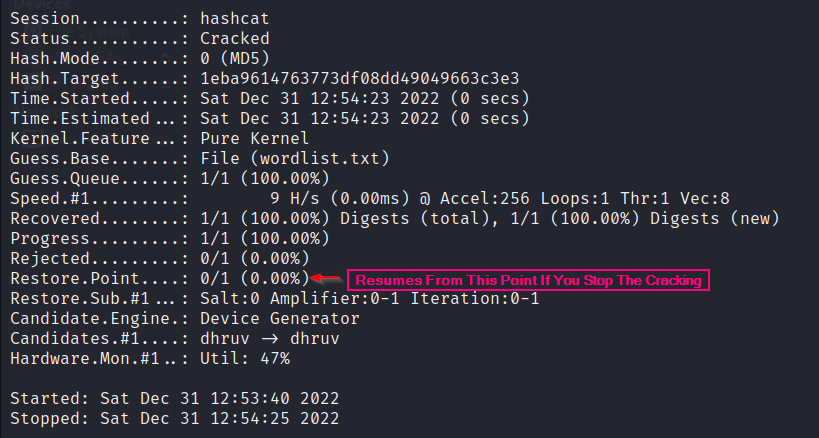 Session..........: hashcat
Status...........: Cracked
Hash.Mode........: 0 (MD5)
Hash.Target......: 1eba9614763773df08dd49049663c3e3
Time.Started.....: Sat Dec 31 12:54:23 2022 (0 secs)
Time.Estimated...: Sat Dec 31 12:54:23 2022 (0 secs)
Kernel.Feature...: Pure Kernel
Guess.Base.......: File (wordlist.txt)
Guess.Queue......: 1/1 (100.00%)
Speed.#1.........:        9 H/s (0.00ms) @ Accel:256 Loops:1 Thr:1 Vec:8
Recovered........: 1/1 (100.00%) Digests (total), 1/1 (100.00%) Digests (new)
Progress.........: 1/1 (100.00%)
Rejected.........: 0/1 (0.00%)
Restore.Point....: 0/1 (0.00%) Resumes From This Point If You Stop The Cracking
Restore.Sub.#1...: Salt:0 Amplifier:0-1 Iteration:0-1
Candidate.Engine.: Device Generator
Candidates.#1....: dhruv -> dhruv
Hardware.Mon.#1..: Util: 47%
Started: Sat Dec 31 12:53:40 2022
Stopped: Sat Dec 31 12:54:25 2022